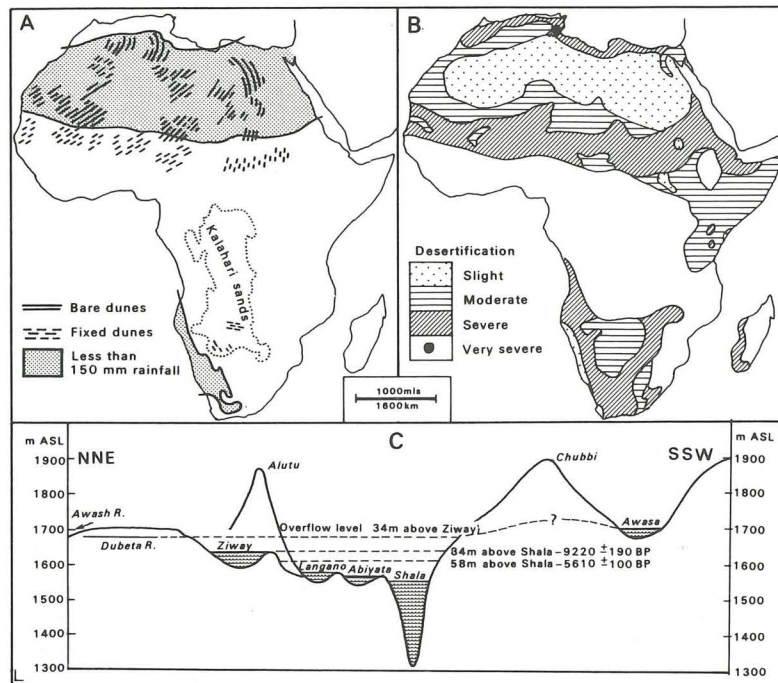 A
Kalahari sands
Bare dunes
Fixed dunes
Less than
150 mm rainfall
B
Desertification
Slight
Moderate
Severe
Very severe
1000mls
1600km
C
m ASL
NNE
SSW
m ASL
1900
1800
1700
1600
1500
1400
1300
Awash R.
Dubeta R.
Alutu
Chubbi
Overflow level 34m above Ziway
?
Awasa
Ziway
84m above Shala–9220 ± 190 BP
58m above Shala–5610 ± 100 BP
Langano
Abiyata
Shala
1900
1800
1700
1600
1500
1400
1300